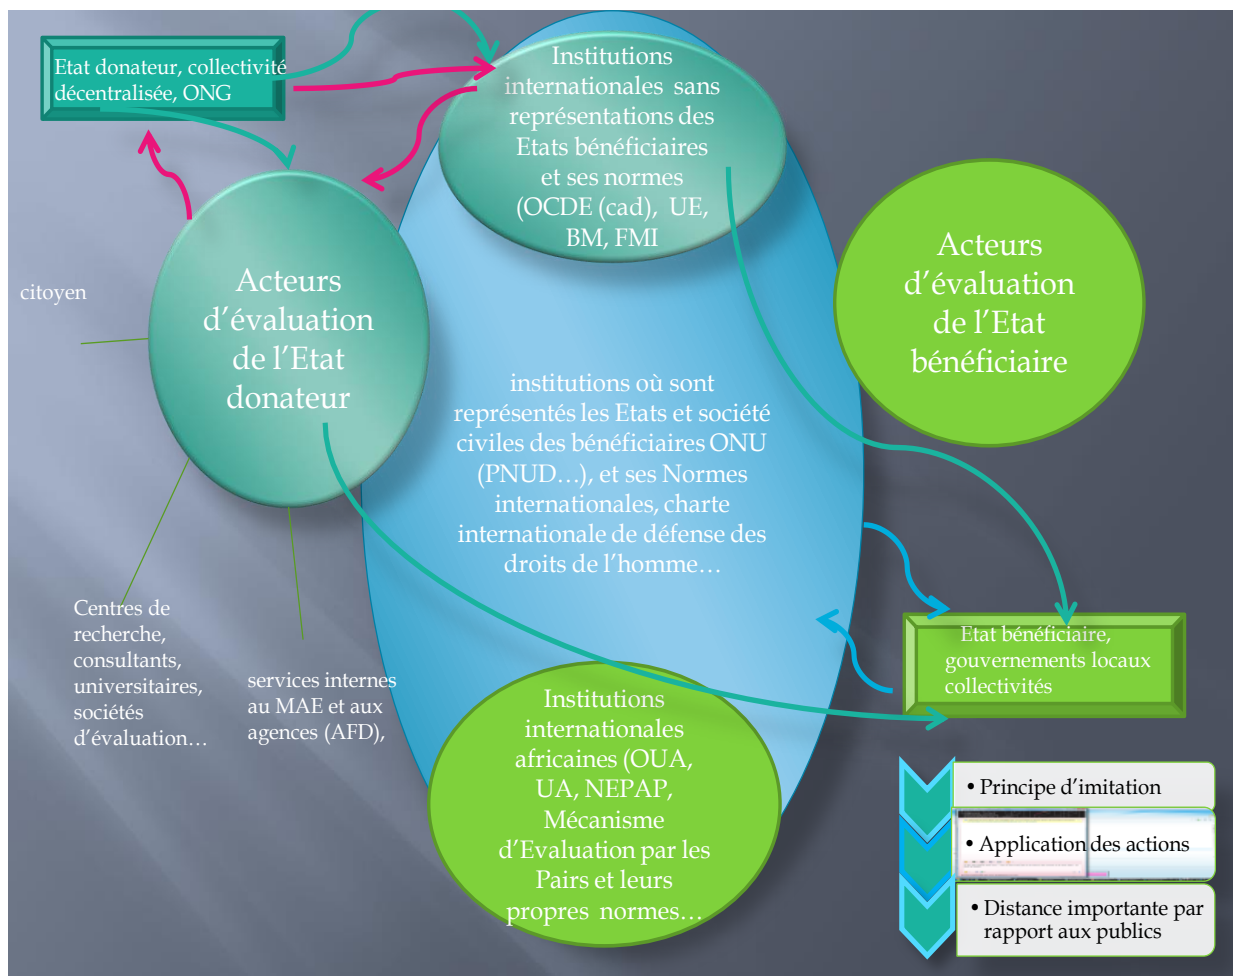 Etat donateur, collectivité
décentralisée, ONG
Institutions
internationales sans
représentations des
Etats bénéficiaires
et ses normes
(OCDE (cad), UE,
BM, FMI
Acteurs
d’évaluation
de l’Etat
bénéficiaire
citoyen
Acteurs
d’évaluation
de l’Etat
donateur
institutions où sont
représentés les Etats et société
civiles des bénéficiaires ONU
(PNUD…), et ses Normes
internationales, charte
internationale de défense des
droits de l’homme…
Centres de
recherche,
consultants,
universitaires,
sociétés
d’évaluation…
services internes
au MAE et aux
agences (AFD),
Etat bénéficiaire,
gouvernements locaux
collectivités
Institutions
internationales
africaines (OUA,
UA, NEPAP,
Mécanisme
d’Evaluation par les
Pairs et leurs
propres normes…
• Principe d’imitation
• Application des actions
• Distance importante par
rapport aux publics